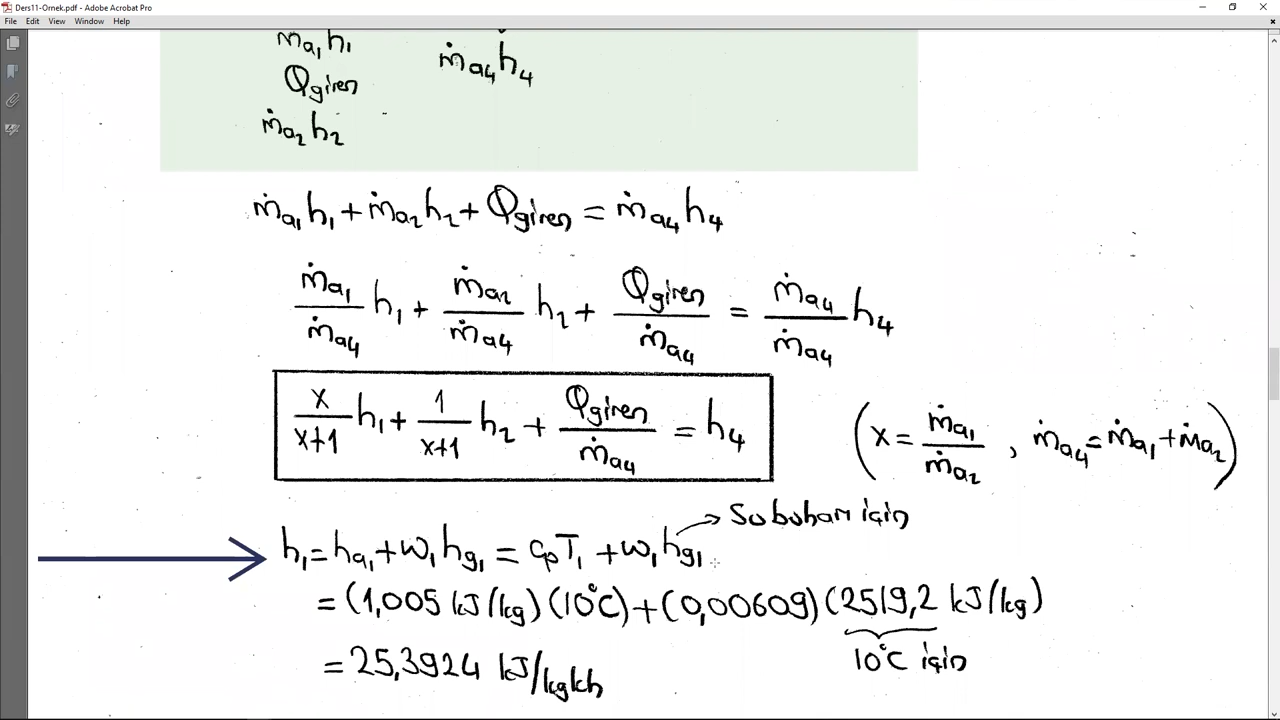 Ders11-Ornek.pdf - Adobe Acrobat Pro
File Edit View Window Help
ṁa₁h₁
ṁa₄h₄
Qgiren
ṁa₂h₂
ṁa₁h₁ + ṁa₂h₂ + Qgiren = ṁa₄h₄
ṁa₁/ṁa₄ h₁ + ṁa₂/ṁa₄ h₂ + Qgiren/ṁa₄ = ṁa₄/ṁa₄ h₄
x/x+1 h₁ + 1/x+1 h₂ + Qgiren/ṁa₄ = h₄
(x = ṁa₁/ṁa₂ , ṁa₄ = ṁa₁ + ṁa₂)
Su buharı için
h₁ = ha₁ + ω₁hg₁ = cpT₁ + ω₁hg₁
= (1,005 kJ/kg) (10°C) + (0,00609) (2519,2 kJ/kg)
10°C için
= 25,3924 kJ/kgkh